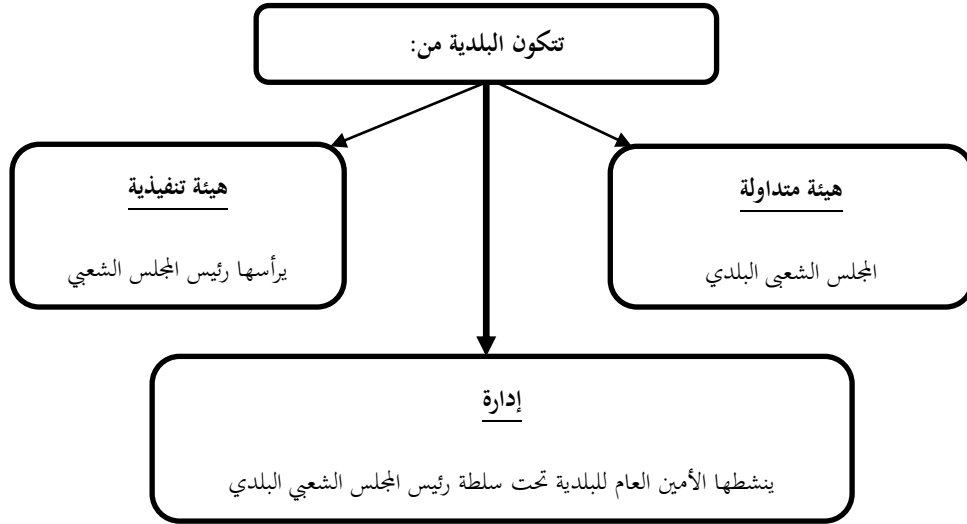 تتكون البلدية من:
هيئة متداولة
المجلس الشعبى البلدي
هيئة تنفيذية
يرأسها رئيس المجلس الشعبي
إدارة
ينشطها الأمين العام للبلدية تحت سلطة رئيس المجلس الشعبي البلدي